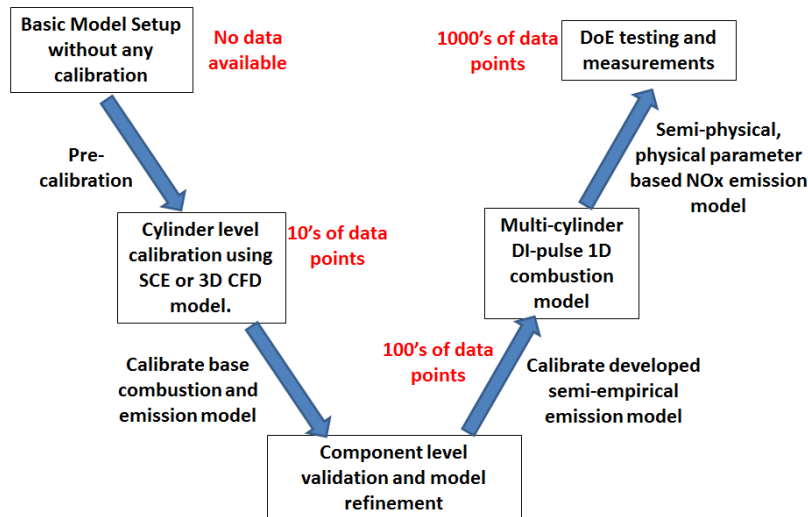 Basic Model Setup
without any
calibration
No data
available
Pre-
calibration
Cylinder level
calibration using
SCE or 3D CFD
model.
10's of data
points
Calibrate base
combustion and
emission model
Component level
validation and model
refinement
100's of data
points
Calibrate developed
semi-empirical
emission model
Multi-cylinder
DI-pulse 1D
combustion
model
Semi-physical,
physical parameter
based NOx emission
model
1000's of data
points
DoE testing and
measurements